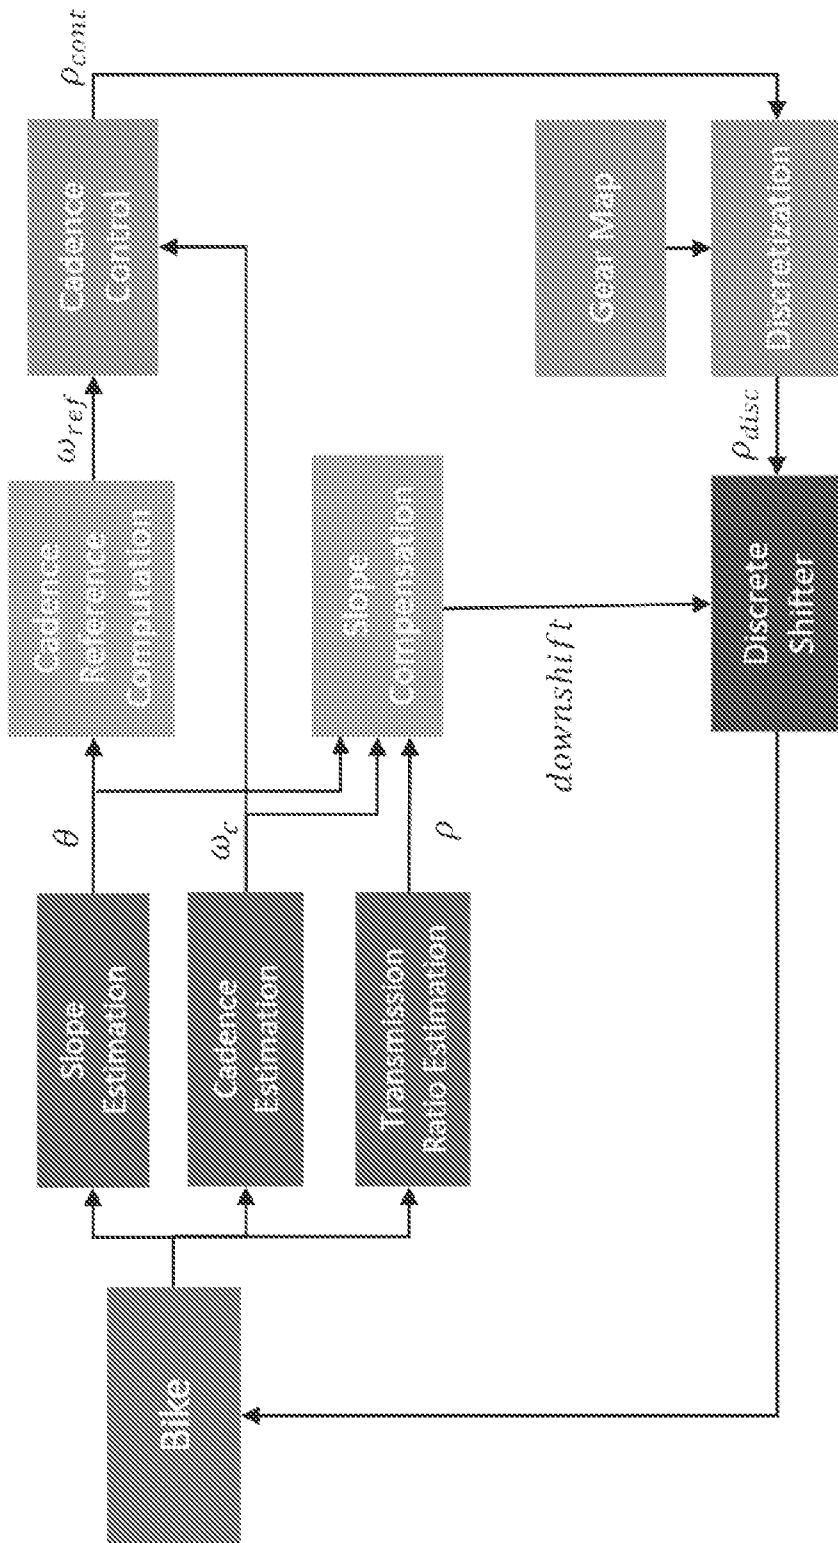 Bike
Slope
Estimation
Cadence
Estimation
Transmission
Ratio Estimation
θ
ω_c
ρ
Cadence
Reference
Computation
Slope
Compensation
downshift
ω_ref
Cadence
Control
ρ_cont
Gear Map
Discretization
ρ_disc
Discrete
Shifter